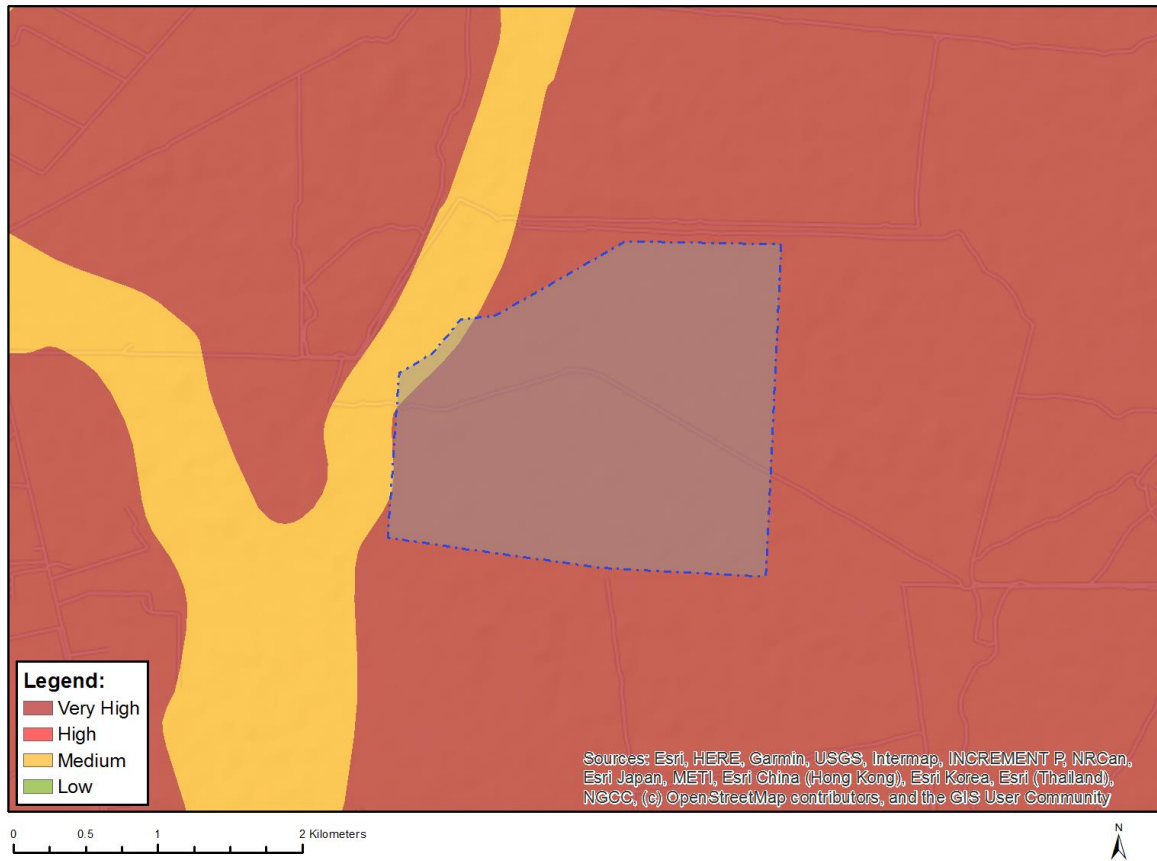 Legend:
Very High
High
Medium
Low
Sources: Esri, HERE, Garmin, USGS, Intermap, INCREMENT P, NRCan,
Esri Japan, METI, Esri China (Hong Kong), Esri Korea, Esri (Thailand),
NGCC, (c) OpenStreetMap contributors, and the GIS User Community
0 0.5 1 2 Kilometers
N